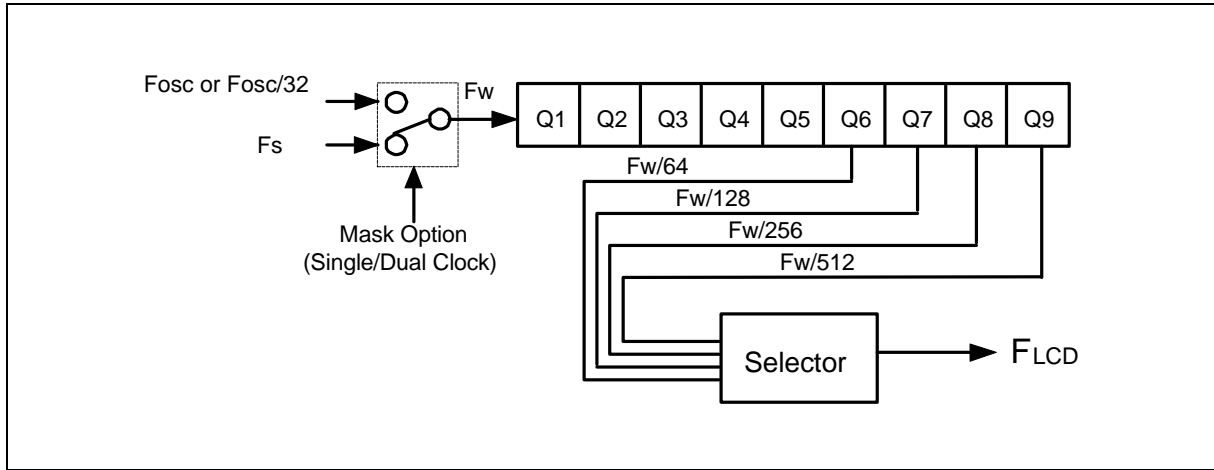 Fosc or Fosc/32
Fs
Fw
Q1 Q2 Q3 Q4 Q5 Q6 Q7 Q8 Q9
Fw/64
Fw/128
Fw/256
Fw/512
Mask Option
(Single/Dual Clock)
Selector
FLCD